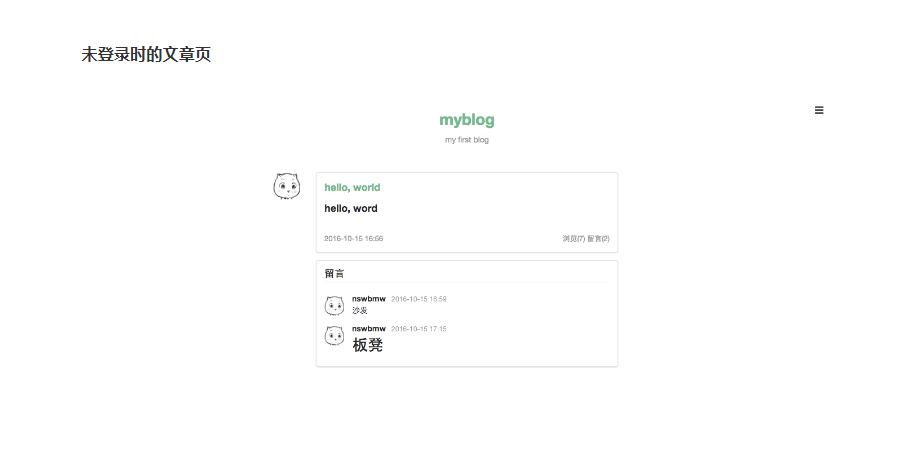 未登录时的文章页
myblog
my first blog
hello, world
hello, word
2016-10-15 16:56 浏览(7) 留言(2)
留言
nswbmw 2016-10-15 16:59
沙发
nswbmw 2016-10-15 17:15
板凳